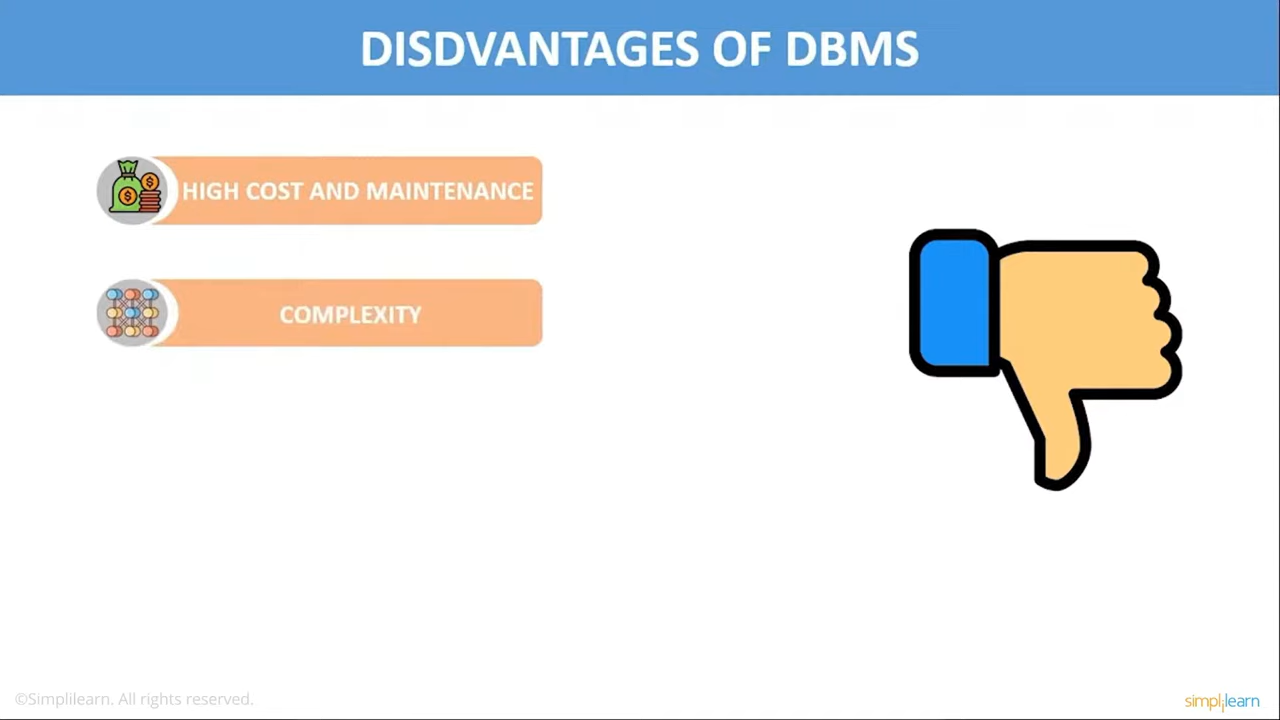 DISDVANTAGES OF DBMS
HIGH COST AND MAINTENANCE
COMPLEXITY
©Simplilearn. All rights reserved.
simplilearn